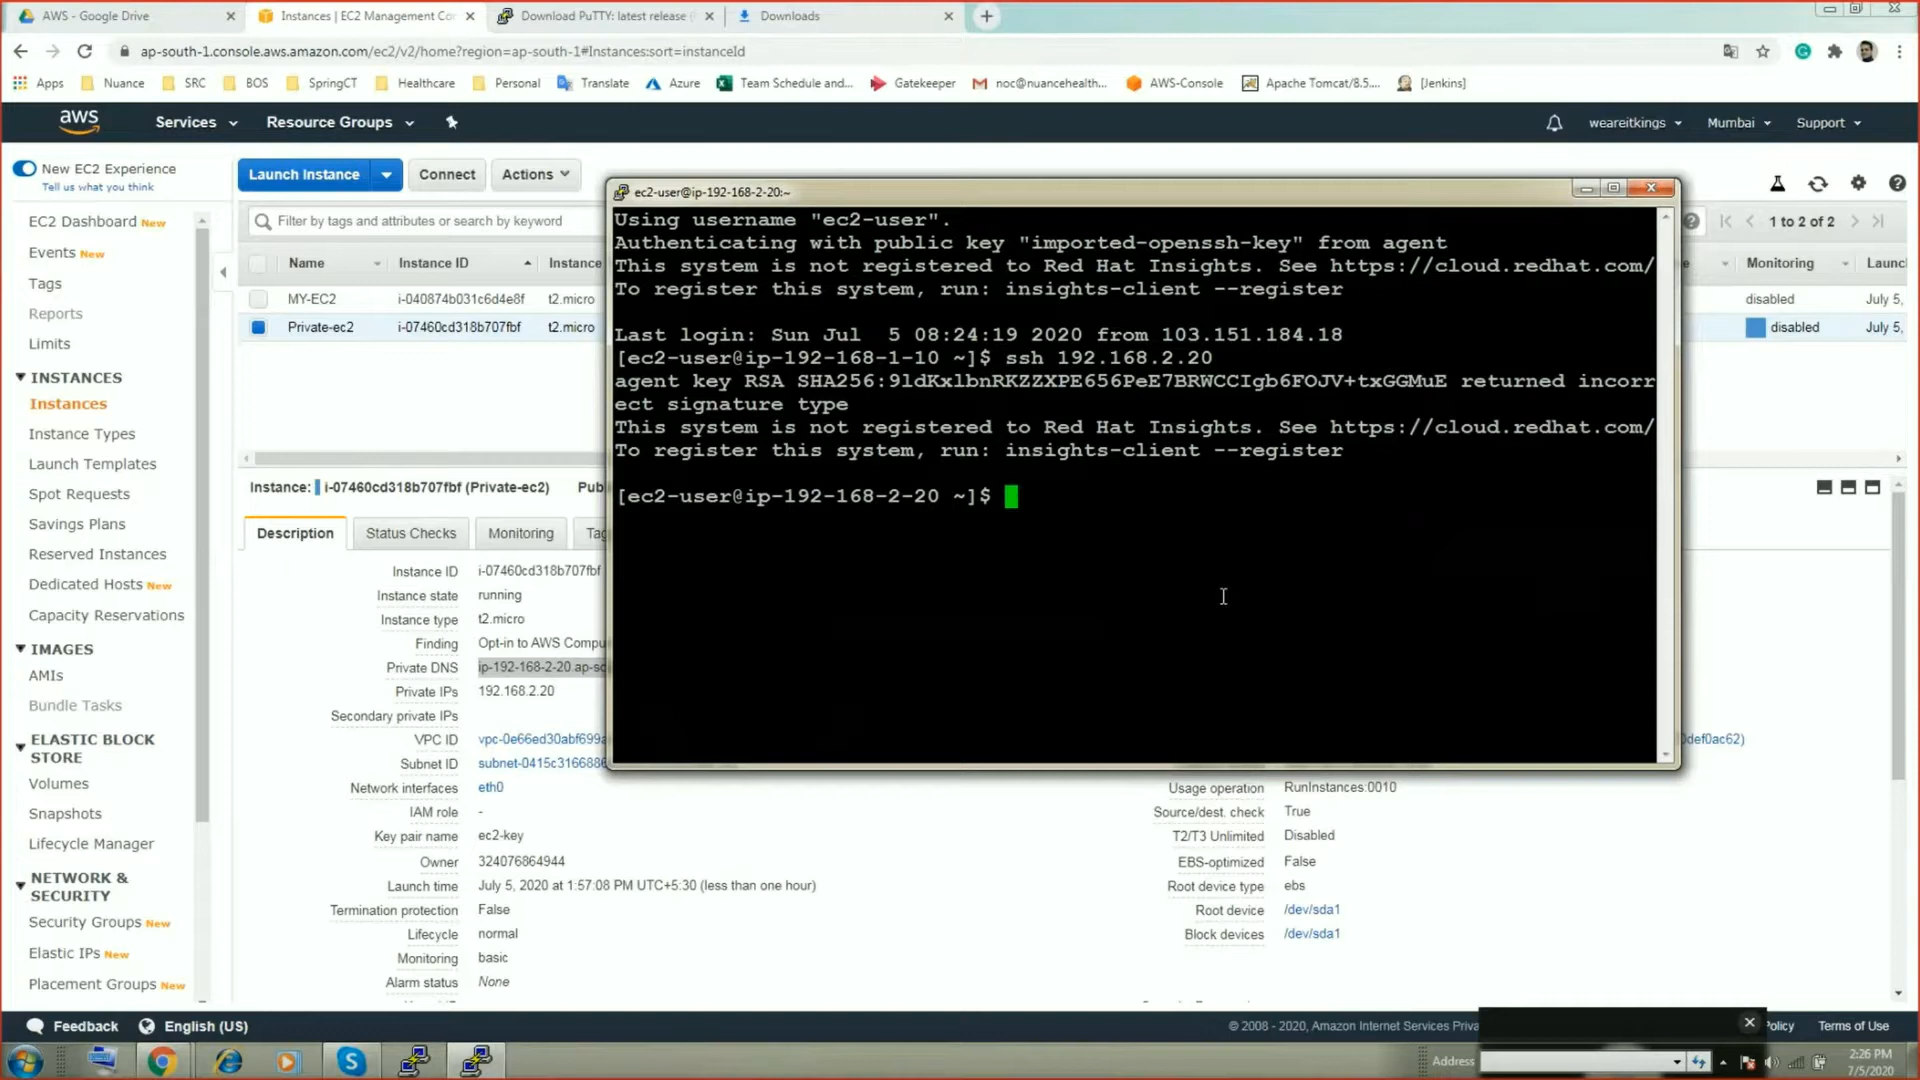 AWS - Google Drive
Instances | EC2 Management Co
Download PuTTY: latest release
Downloads
ap-south-1.console.aws.amazon.com/ec2/v2/home?region=ap-south-1#Instances:sort=instanceId
Apps
Nuance
SRC
BOS
SpringCT
Healthcare
Personal
Translate
Azure
Team Schedule and...
Gatekeeper
noc@nuancehealth...
AWS-Console
Apache Tomcat/8.5....
[Jenkins]
aws
Services
Resource Groups
weareitkings
Mumbai
Support
New EC2 Experience
Tell us what you think
Launch Instance
Connect
Actions
EC2 Dashboard New
Events New
Tags
Reports
Limits
INSTANCES
Instances
Instance Types
Launch Templates
Spot Requests
Savings Plans
Reserved Instances
Dedicated Hosts New
Capacity Reservations
IMAGES
AMIs
Bundle Tasks
ELASTIC BLOCK
STORE
Volumes
Snapshots
Lifecycle Manager
NETWORK &
SECURITY
Security Groups New
Elastic IPs New
Placement Groups New
Filter by tags and attributes or search by keyword
1 to 2 of 2
Name
Instance ID
Instance
Monitoring
Launc
MY-EC2
i-040874b031c6d4e8f
t2.micro
disabled
July 5,
Private-ec2
i-07460cd318b707fbf
t2.micro
disabled
July 5,
ec2-user@ip-192-168-2-20:~
Using username "ec2-user".
Authenticating with public key "imported-openssh-key" from agent
This system is not registered to Red Hat Insights. See https://cloud.redhat.com/
To register this system, run: insights-client --register
Last login: Sun Jul  5 08:24:19 2020 from 103.151.184.18
[ec2-user@ip-192-168-1-10 ~]$ ssh 192.168.2.20
agent key RSA SHA256:9ldKxlbnRKZZXPE656PeE7BRWCCIgb6FOJV+txGGMuE returned incorr
ect signature type
This system is not registered to Red Hat Insights. See https://cloud.redhat.com/
To register this system, run: insights-client --register
[ec2-user@ip-192-168-2-20 ~]$
Instance: i-07460cd318b707fbf (Private-ec2)
Description
Status Checks
Monitoring
Instance ID i-07460cd318b707fbf
Instance state running
Instance type t2.micro
Finding Opt-in to AWS Compu
Private DNS ip-192-168-2-20.ap-so
Private IPs 192.168.2.20
Secondary private IPs
VPC ID vpc-0e66ed30abf699a
Subnet ID subnet-0415c3166886
Network interfaces eth0
IAM role -
Key pair name ec2-key
Owner 324076864944
Launch time July 5, 2020 at 1:57:08 PM UTC+5:30 (less than one hour)
Termination protection False
Lifecycle normal
Monitoring basic
Alarm status None
0def0ac62)
Usage operation RunInstances:0010
Source/dest. check True
T2/T3 Unlimited Disabled
EBS-optimized False
Root device type ebs
Root device /dev/sda1
Block devices /dev/sda1
Feedback
English (US)
© 2008 - 2020, Amazon Internet Services Priva
Policy
Terms of Use
Address
2:26 PM
7/5/2020